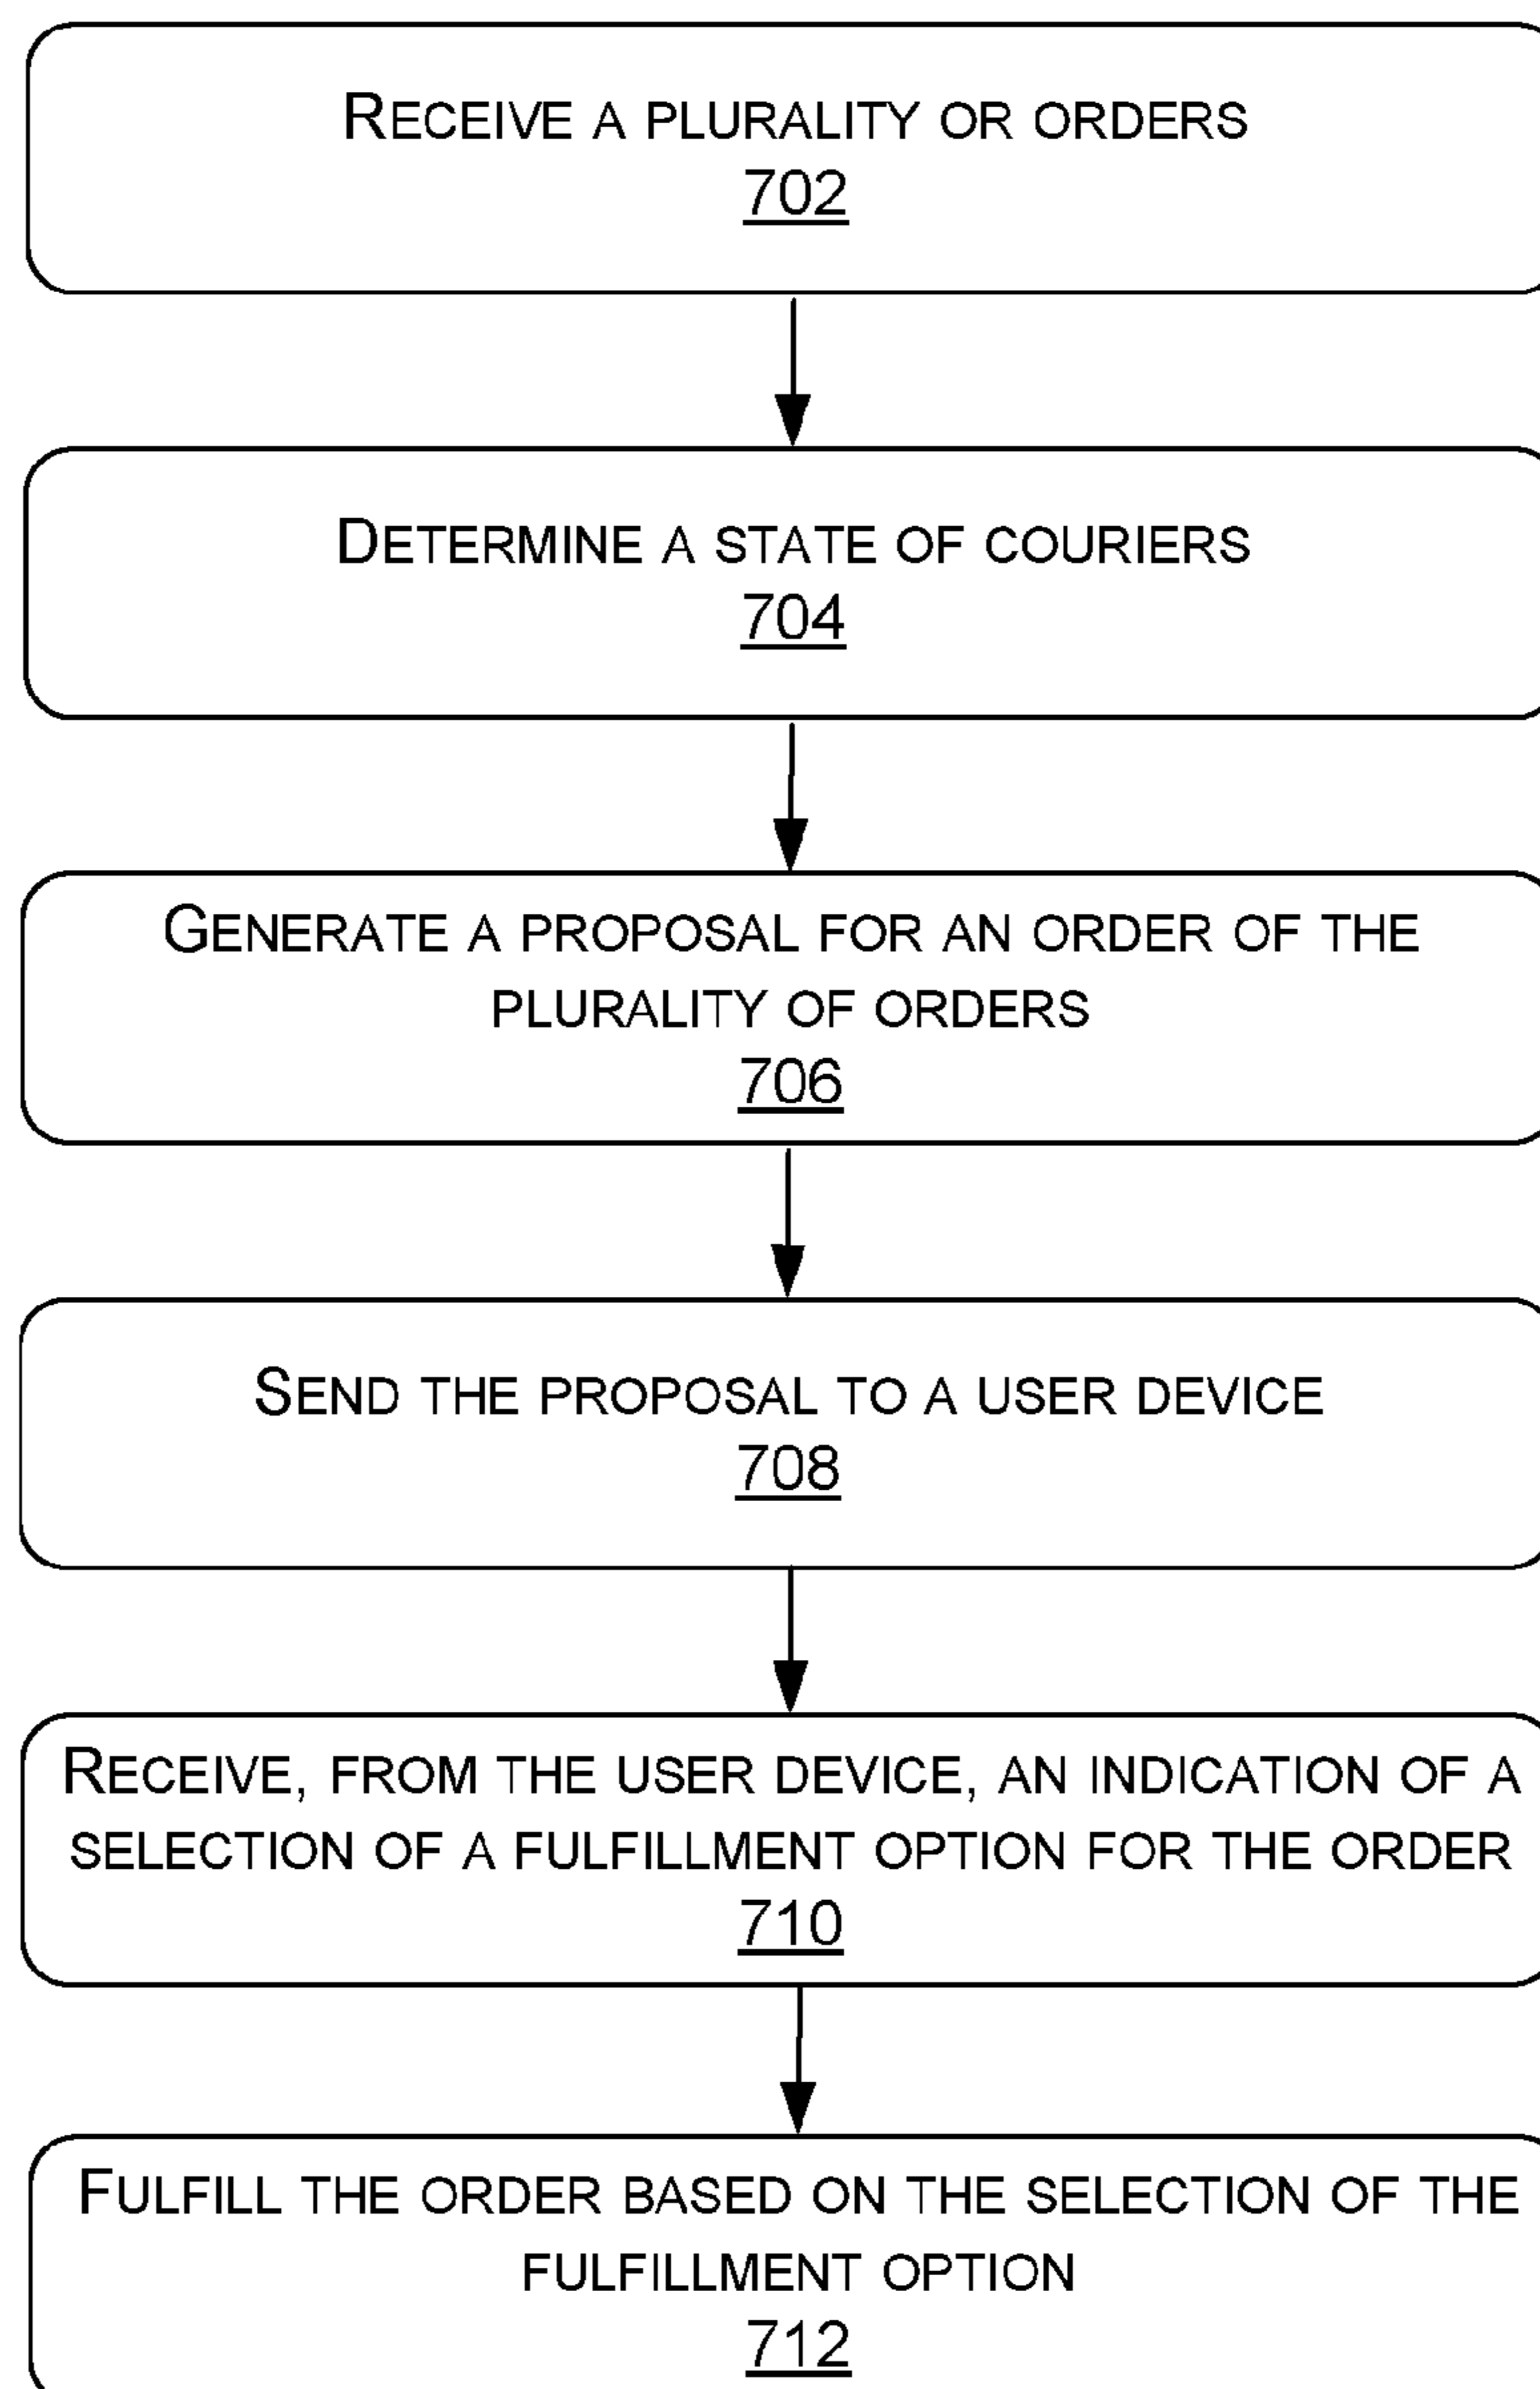 RECEIVE A PLURALITY OR ORDERS
702
DETERMINE A STATE OF COURIERS
704
GENERATE A PROPOSAL FOR AN ORDER OF THE
PLURALITY OF ORDERS
706
SEND THE PROPOSAL TO A USER DEVICE
708
RECEIVE, FROM THE USER DEVICE, AN INDICATION OF A
SELECTION OF A FULFILLMENT OPTION FOR THE ORDER
710
FULFILL THE ORDER BASED ON THE SELECTION OF THE
FULFILLMENT OPTION
712